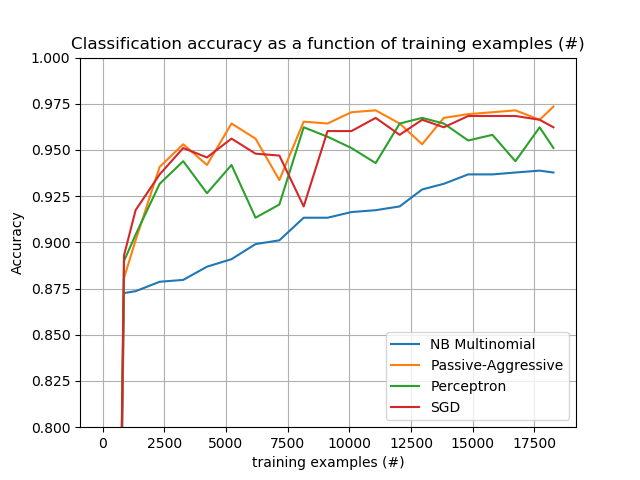 Classification accuracy as a function of training examples (#)
1.000
0.975
0.950
0.925
0.900
0.875
0.850
0.825
0.800
Accuracy
NB Multinomial
Passive-Aggressive
Perceptron
SGD
0 2500 5000 7500 10000 12500 15000 17500
training examples (#)